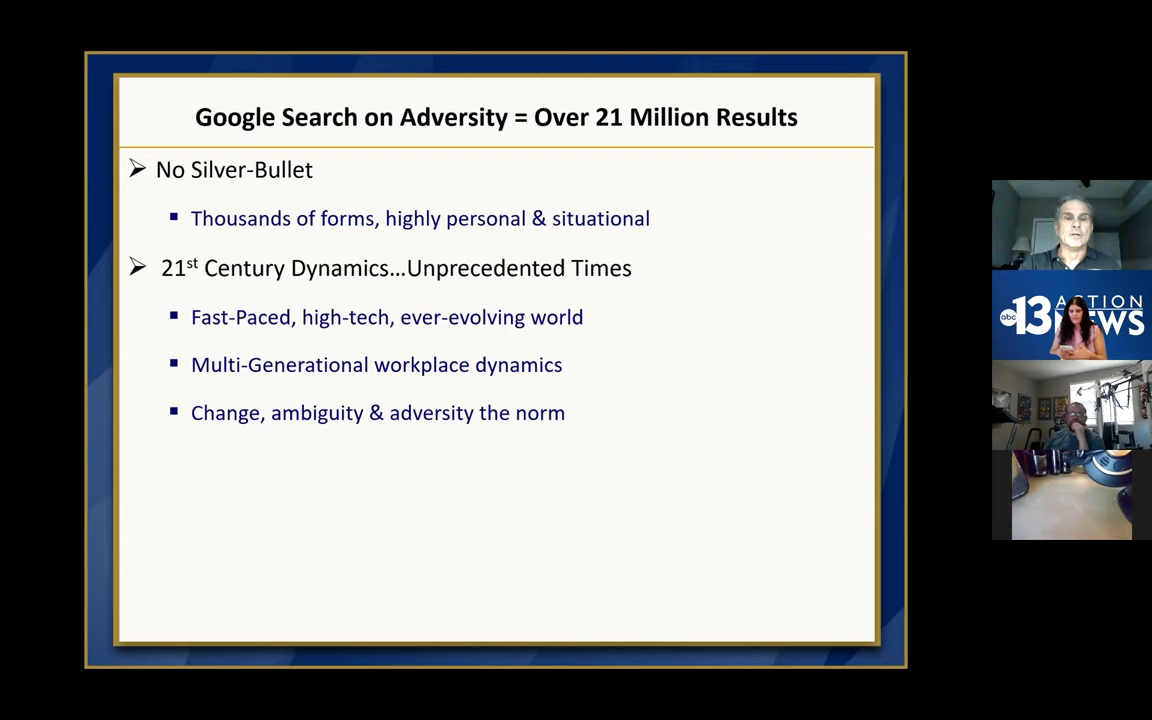 Google Search on Adversity = Over 21 Million Results
No Silver-Bullet
Thousands of forms, highly personal & situational
21st Century Dynamics...Unprecedented Times
Fast-Paced, high-tech, ever-evolving world
Multi-Generational workplace dynamics
Change, ambiguity & adversity the norm
abc 13 ACTION
NEWS